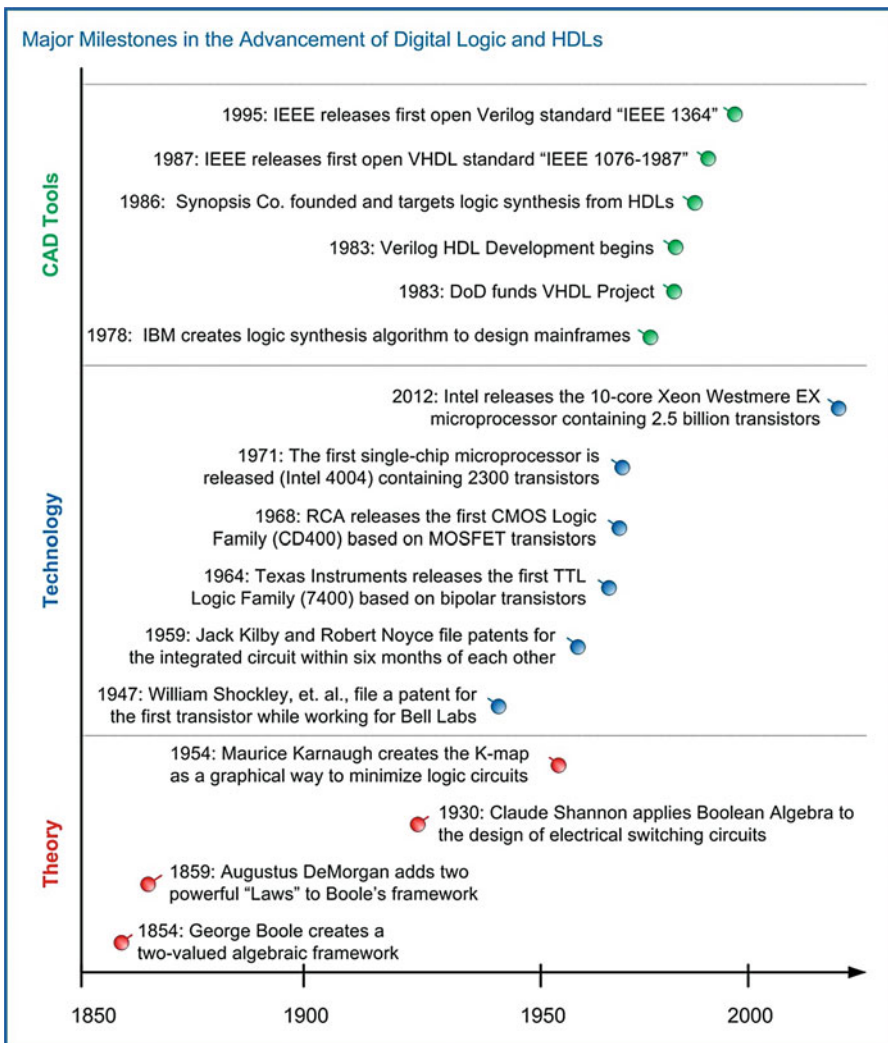 Major Milestones in the Advancement of Digital Logic and HDLs
CAD Tools
1995: IEEE releases first open Verilog standard “IEEE 1364”
1987: IEEE releases first open VHDL standard “IEEE 1076-1987”
1986:  Synopsis Co. founded and targets logic synthesis from HDLs
1983: Verilog HDL Development begins
1983: DoD funds VHDL Project
1978:  IBM creates logic synthesis algorithm to design mainframes
Technology
2012: Intel releases the 10-core Xeon Westmere EX
microprocessor containing 2.5 billion transistors
1971: The first single-chip microprocessor is
released (Intel 4004) containing 2300 transistors
1968: RCA releases the first CMOS Logic
Family (CD400) based on MOSFET transistors
1964: Texas Instruments releases the first TTL
Logic Family (7400) based on bipolar transistors
1959: Jack Kilby and Robert Noyce file patents for
the integrated circuit within six months of each other
1947: William Shockley, et. al., file a patent for
the first transistor while working for Bell Labs
Theory
1954: Maurice Karnaugh creates the K-map
as a graphical way to minimize logic circuits
1930: Claude Shannon applies Boolean Algebra to
the design of electrical switching circuits
1859: Augustus DeMorgan adds two
powerful “Laws” to Boole’s framework
1854: George Boole creates a
two-valued algebraic framework
1850
1900
1950
2000